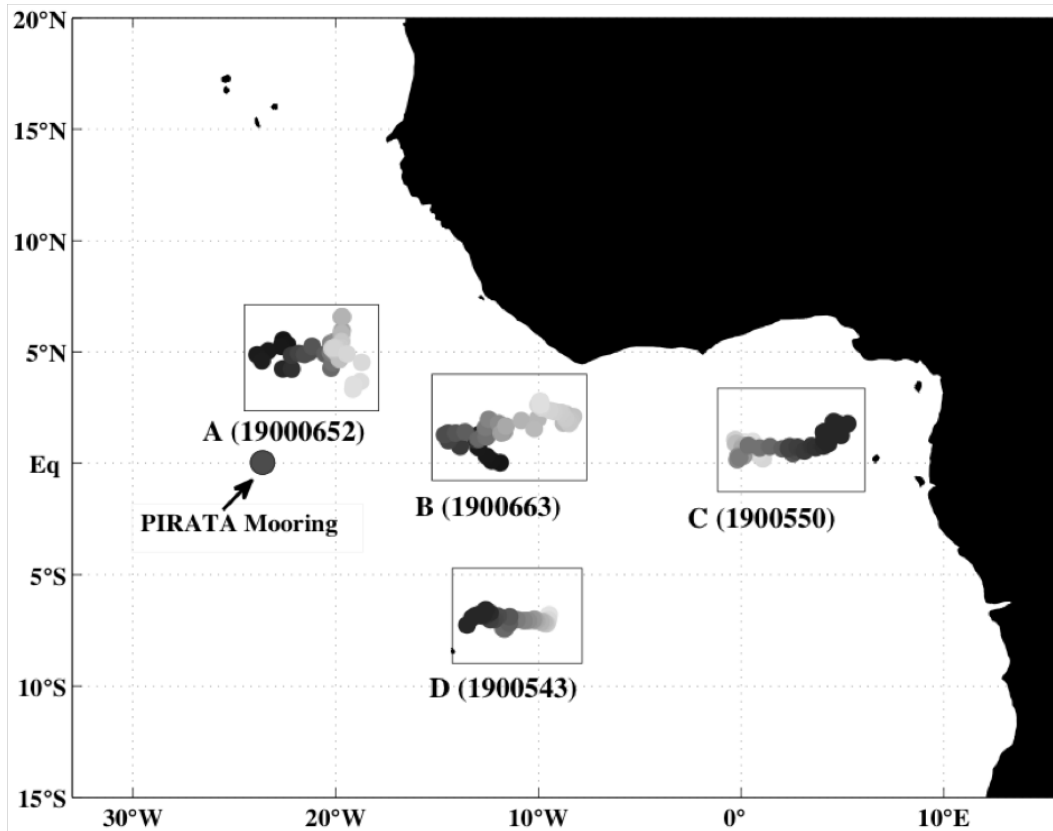 20°N
15°N
10°N
5°N
A (19000652)
Eq
B (1900663)
C (1900550)
PIRATA Mooring
5°S
D (1900543)
10°S
15°S
30°W 20°W 10°W 0° 10°E